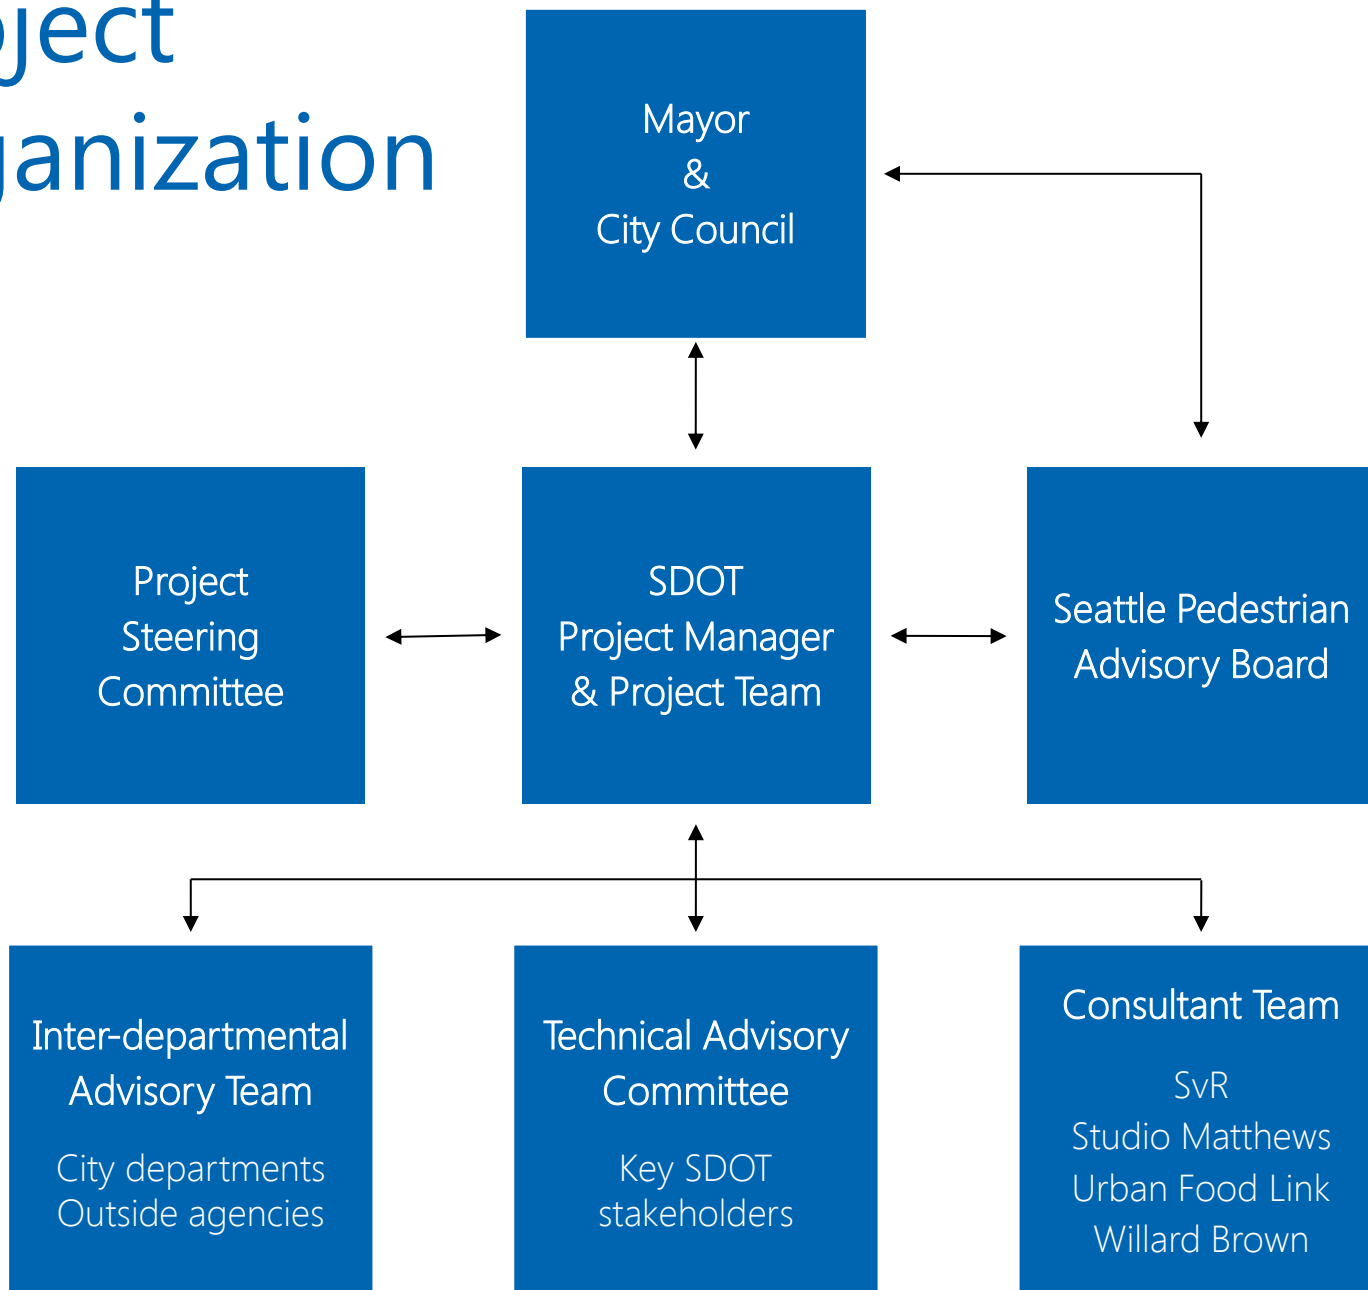 oject
ganization
Mayor
&
City Council
Project
Steering
Committee
SDOT
Project Manager
& Project Team
Seattle Pedestrian
Advisory Board
Inter-departmental
Advisory Team
City departments
Outside agencies
Technical Advisory
Committee
Key SDOT
stakeholders
Consultant Team
SvR
Studio Matthews
Urban Food Link
Willard Brown